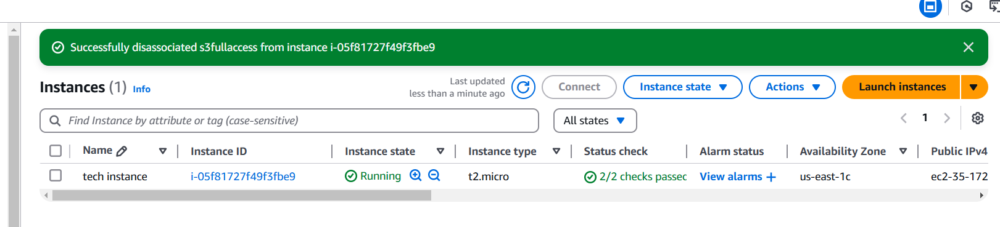 Successfully disassociated s3fullaccess from instance i-05f81727f49f3fbe9
Instances (1) Info
Last updated
less than a minute ago
Connect
Instance state
Actions
Launch instances
Find Instance by attribute or tag (case-sensitive)
All states
1
Name
Instance ID
Instance state
Instance type
Status check
Alarm status
Availability Zone
Public IPv4
tech instance
i-05f81727f49f3fbe9
Running
t2.micro
2/2 checks passec
View alarms +
us-east-1c
ec2-35-172